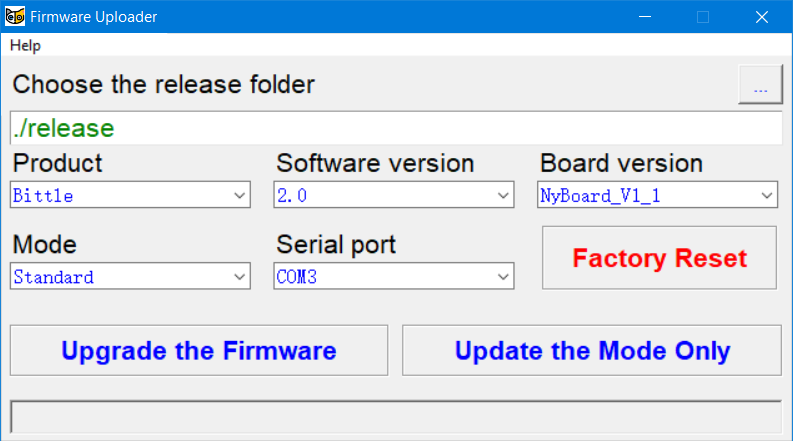 Firmware Uploader
Help
Choose the release folder
...
./release
Product Software version Board version
Bittle 2.0 NyBoard_V1_1
Mode Serial port
Standard COM3 Factory Reset
Upgrade the Firmware Update the Mode Only